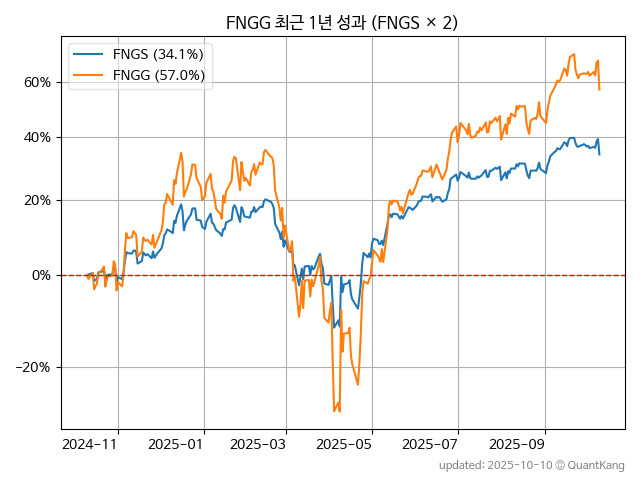 FNGG 최근 1년 성과 (FNGS × 2)
FNGS (34.1%)
FNGG (57.0%)
60%
40%
20%
0%
−20%
2024−11
2025−01
2025−03
2025−05
2025−07
2025−09
updated: 2025-10-10 © QuantKang